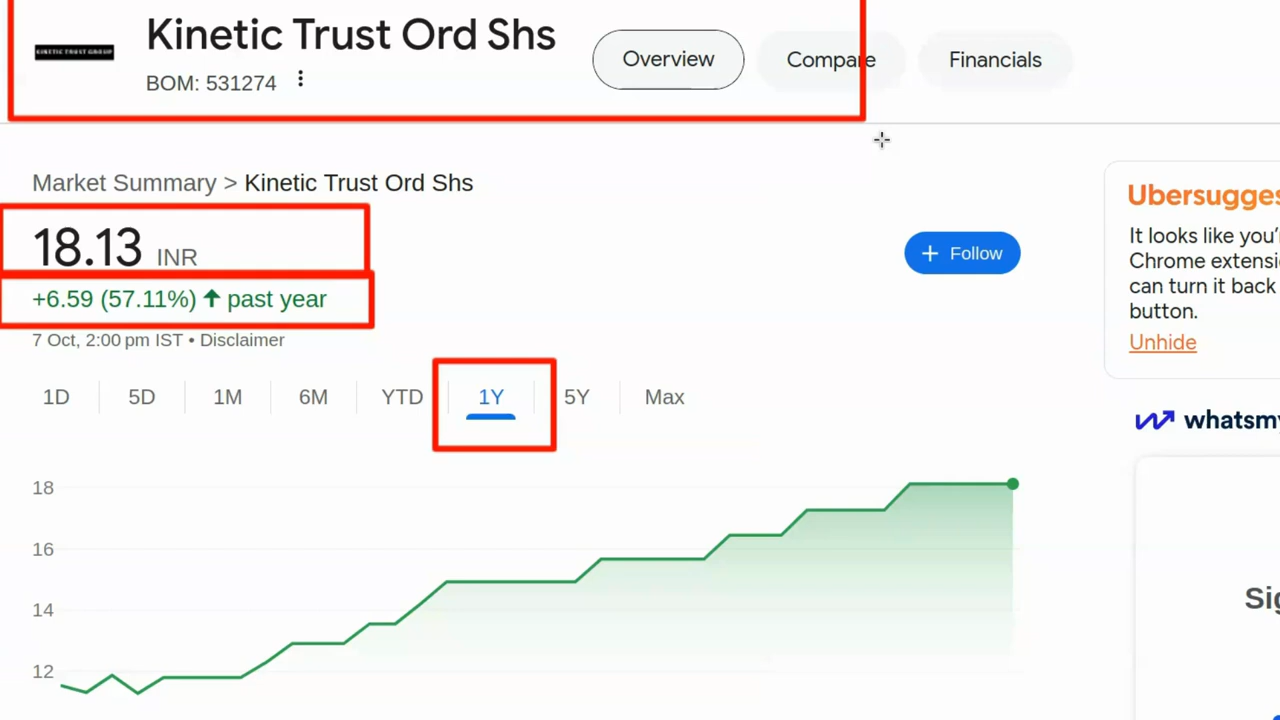 KINETIC TRUST GROUP
Kinetic Trust Ord Shs
BOM: 531274
Overview
Compare
Financials
Market Summary > Kinetic Trust Ord Shs
18.13 INR
+6.59 (57.11%) ↑ past year
7 Oct, 2:00 pm IST • Disclaimer
+ Follow
1D
5D
1M
6M
YTD
1Y
5Y
Max
18
16
14
12
Ubersugges
It looks like you'r
Chrome extensi
can turn it back
button.
Unhide
whatsmy
Sig